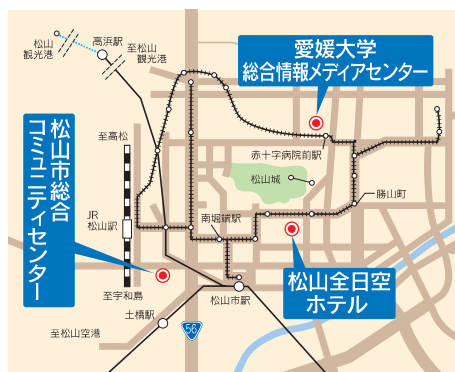 愛媛大学
総合情報メディアセンター
松山
観光港
高浜駅
至松山
観光港
至高松
赤十字病院前駅
松山城
勝山町
松山市総合
コミュニティセンター
JR
松山駅
南堀端駅
松山全日空
ホテル
至宇和島
松山市駅
土橋駅
至松山空港
56